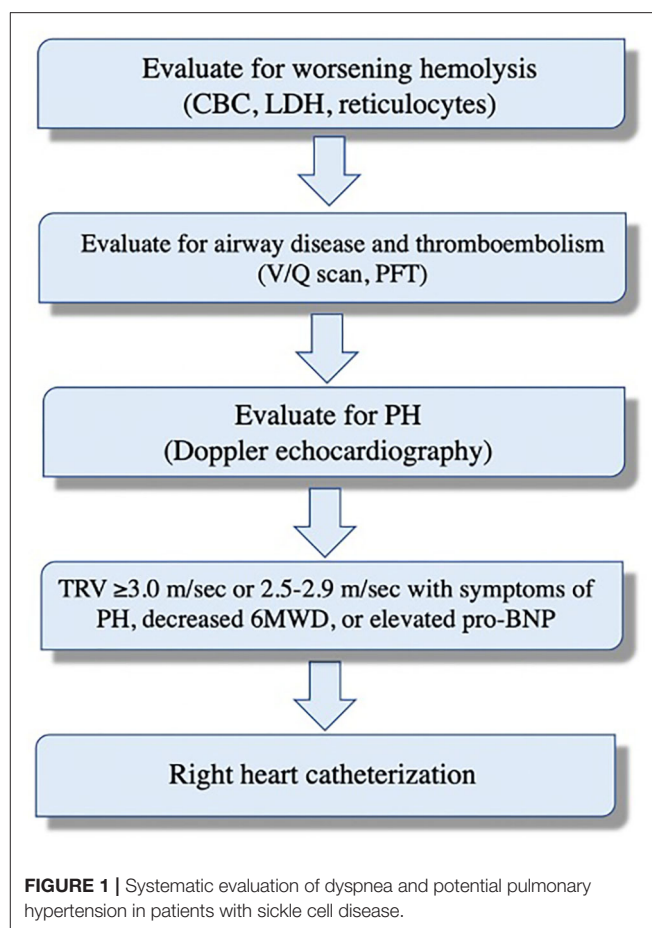 Evaluate for worsening hemolysis
(CBC, LDH, reticulocytes)
Evaluate for airway disease and thromboembolism
(V/Q scan, PFT)
Evaluate for PH
(Doppler echocardiography)
TRV ≥3.0 m/sec or 2.5-2.9 m/sec with symptoms of
PH, decreased 6MWD, or elevated pro-BNP
Right heart catheterization
FIGURE 1 | Systematic evaluation of dyspnea and potential pulmonary
hypertension in patients with sickle cell disease.